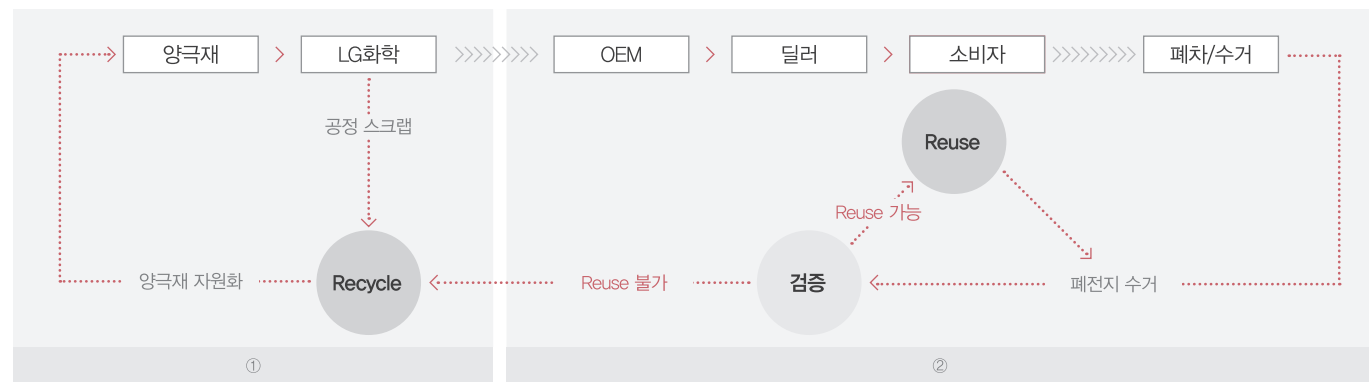 양극재
LG화학
OEM
딜러
소비자
폐차/수거
공정 스크랩
Reuse
Reuse 가능
양극재 자원화
Recycle
Reuse 불가
검증
폐전지 수거
①
②